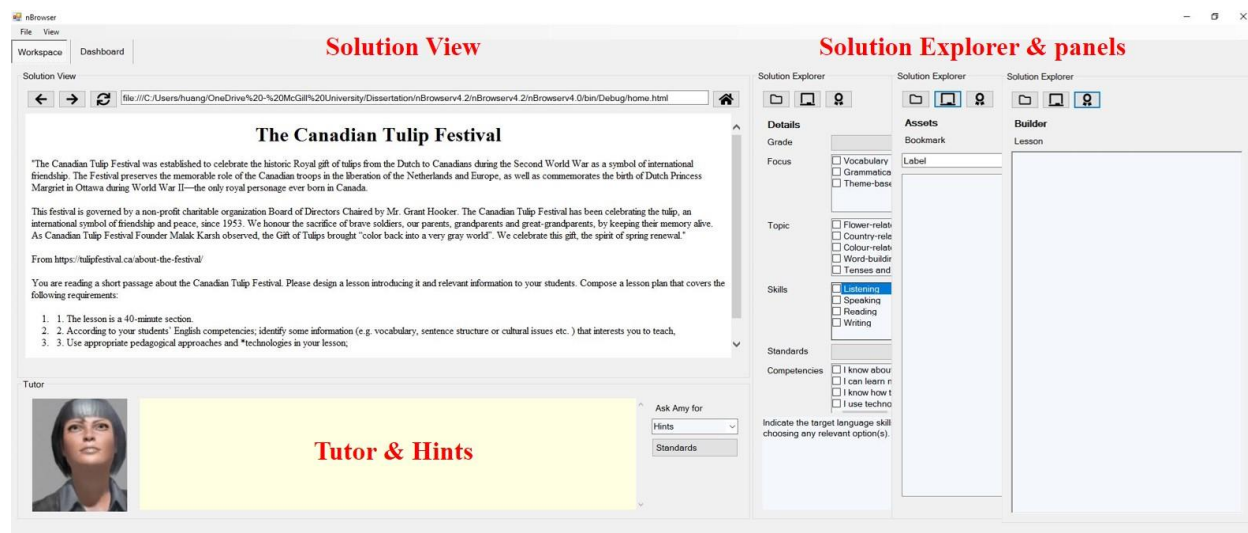 nBrowser
File View
Workspace Dashboard
Solution View
Solution Explorer & panels
Solution View
file:///C:/Users/huang/OneDrive%20-%20McGill%20University/Dissertation/nBrowserv4.2/nBrowserv4.2/nBrowserv4.0/bin/Debug/home.html
The Canadian Tulip Festival
"The Canadian Tulip Festival was established to celebrate the historic Royal gift of tulips from the Dutch to Canadians during the Second World War as a symbol of international
friendship. The Festival preserves the memorable role of the Canadian troops in the liberation of the Netherlands and Europe, as well as commemorates the birth of Dutch Princess
Margriet in Ottawa during World War II—the only royal personage ever born in Canada.
This festival is governed by a non-profit charitable organization Board of Directors Chaired by Mr. Grant Hooker. The Canadian Tulip Festival has been celebrating the tulip, an
international symbol of friendship and peace, since 1953. We honour the sacrifice of brave soldiers, our parents, grandparents and great-grandparents, by keeping their memory alive.
As Canadian Tulip Festival Founder Malak Karsh observed, the Gift of Tulips brought “color back into a very gray world”. We celebrate this gift, the spirit of spring renewal."
From https://tulipfestival.ca/about-the-festival/
You are reading a short passage about the Canadian Tulip Festival. Please design a lesson introducing it and relevant information to your students. Compose a lesson plan that covers the
following requirements:
1. 1. The lesson is a 40-minute section.
2. 2. According to your students’ English competencies; identify some information (e.g. vocabulary, sentence structure or cultural issues etc. ) that interests you to teach,
3. 3. Use appropriate pedagogical approaches and *technologies in your lesson;
Tutor
Tutor & Hints
Ask Amy for
Hints
Standards
Solution Explorer
Details
Grade
Focus
Vocabulary
Grammatica
Theme-base
Topic
Flower-relat
Country-rele
Colour-relat
Word-buildin
Tenses and
Skills
Listening
Speaking
Reading
Writing
Standards
Competencies
I know abou
I can learn n
I know how t
I use techno
Indicate the target language skil
choosing any relevant option(s).
Solution Explorer
Assets
Bookmark
Label
Solution Explorer
Builder
Lesson